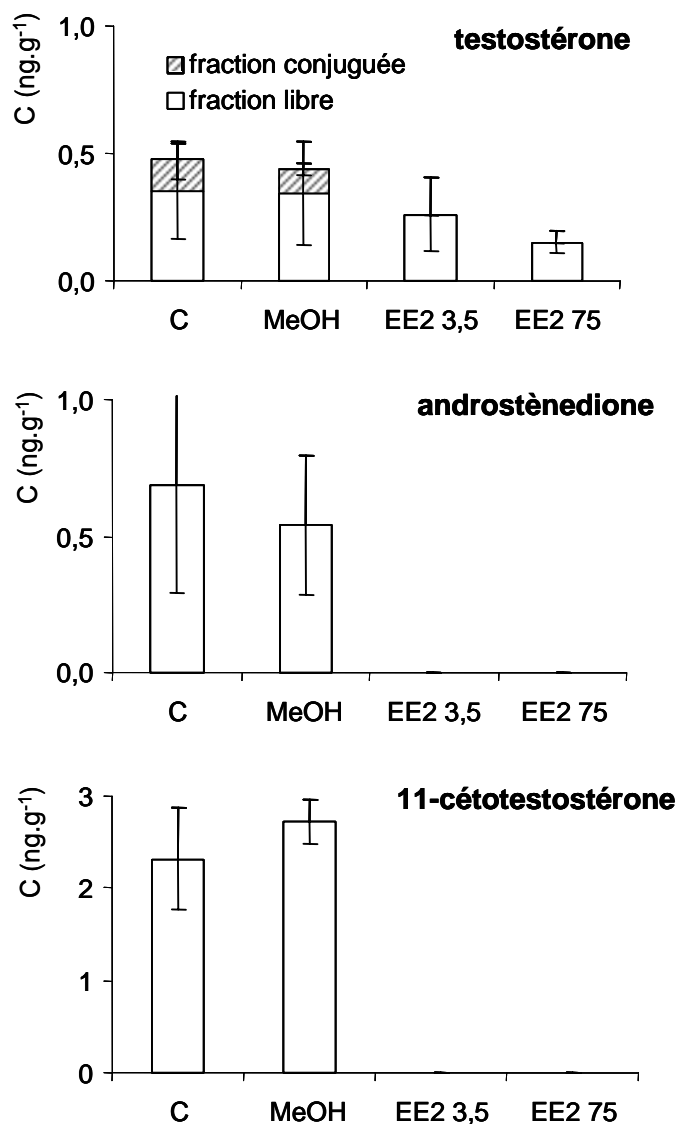 testostérone
1,0
fraction conjuguée
fraction libre
C (ng.g-1)
0,5
0,0
C MeOH EE2 3,5 EE2 75
androstènedione
1,0
C (ng.g-1)
0,5
0,0
C MeOH EE2 3,5 EE2 75
11-cétotestostérone
3
C (ng.g-1)
2
1
0
C MeOH EE2 3,5 EE2 75